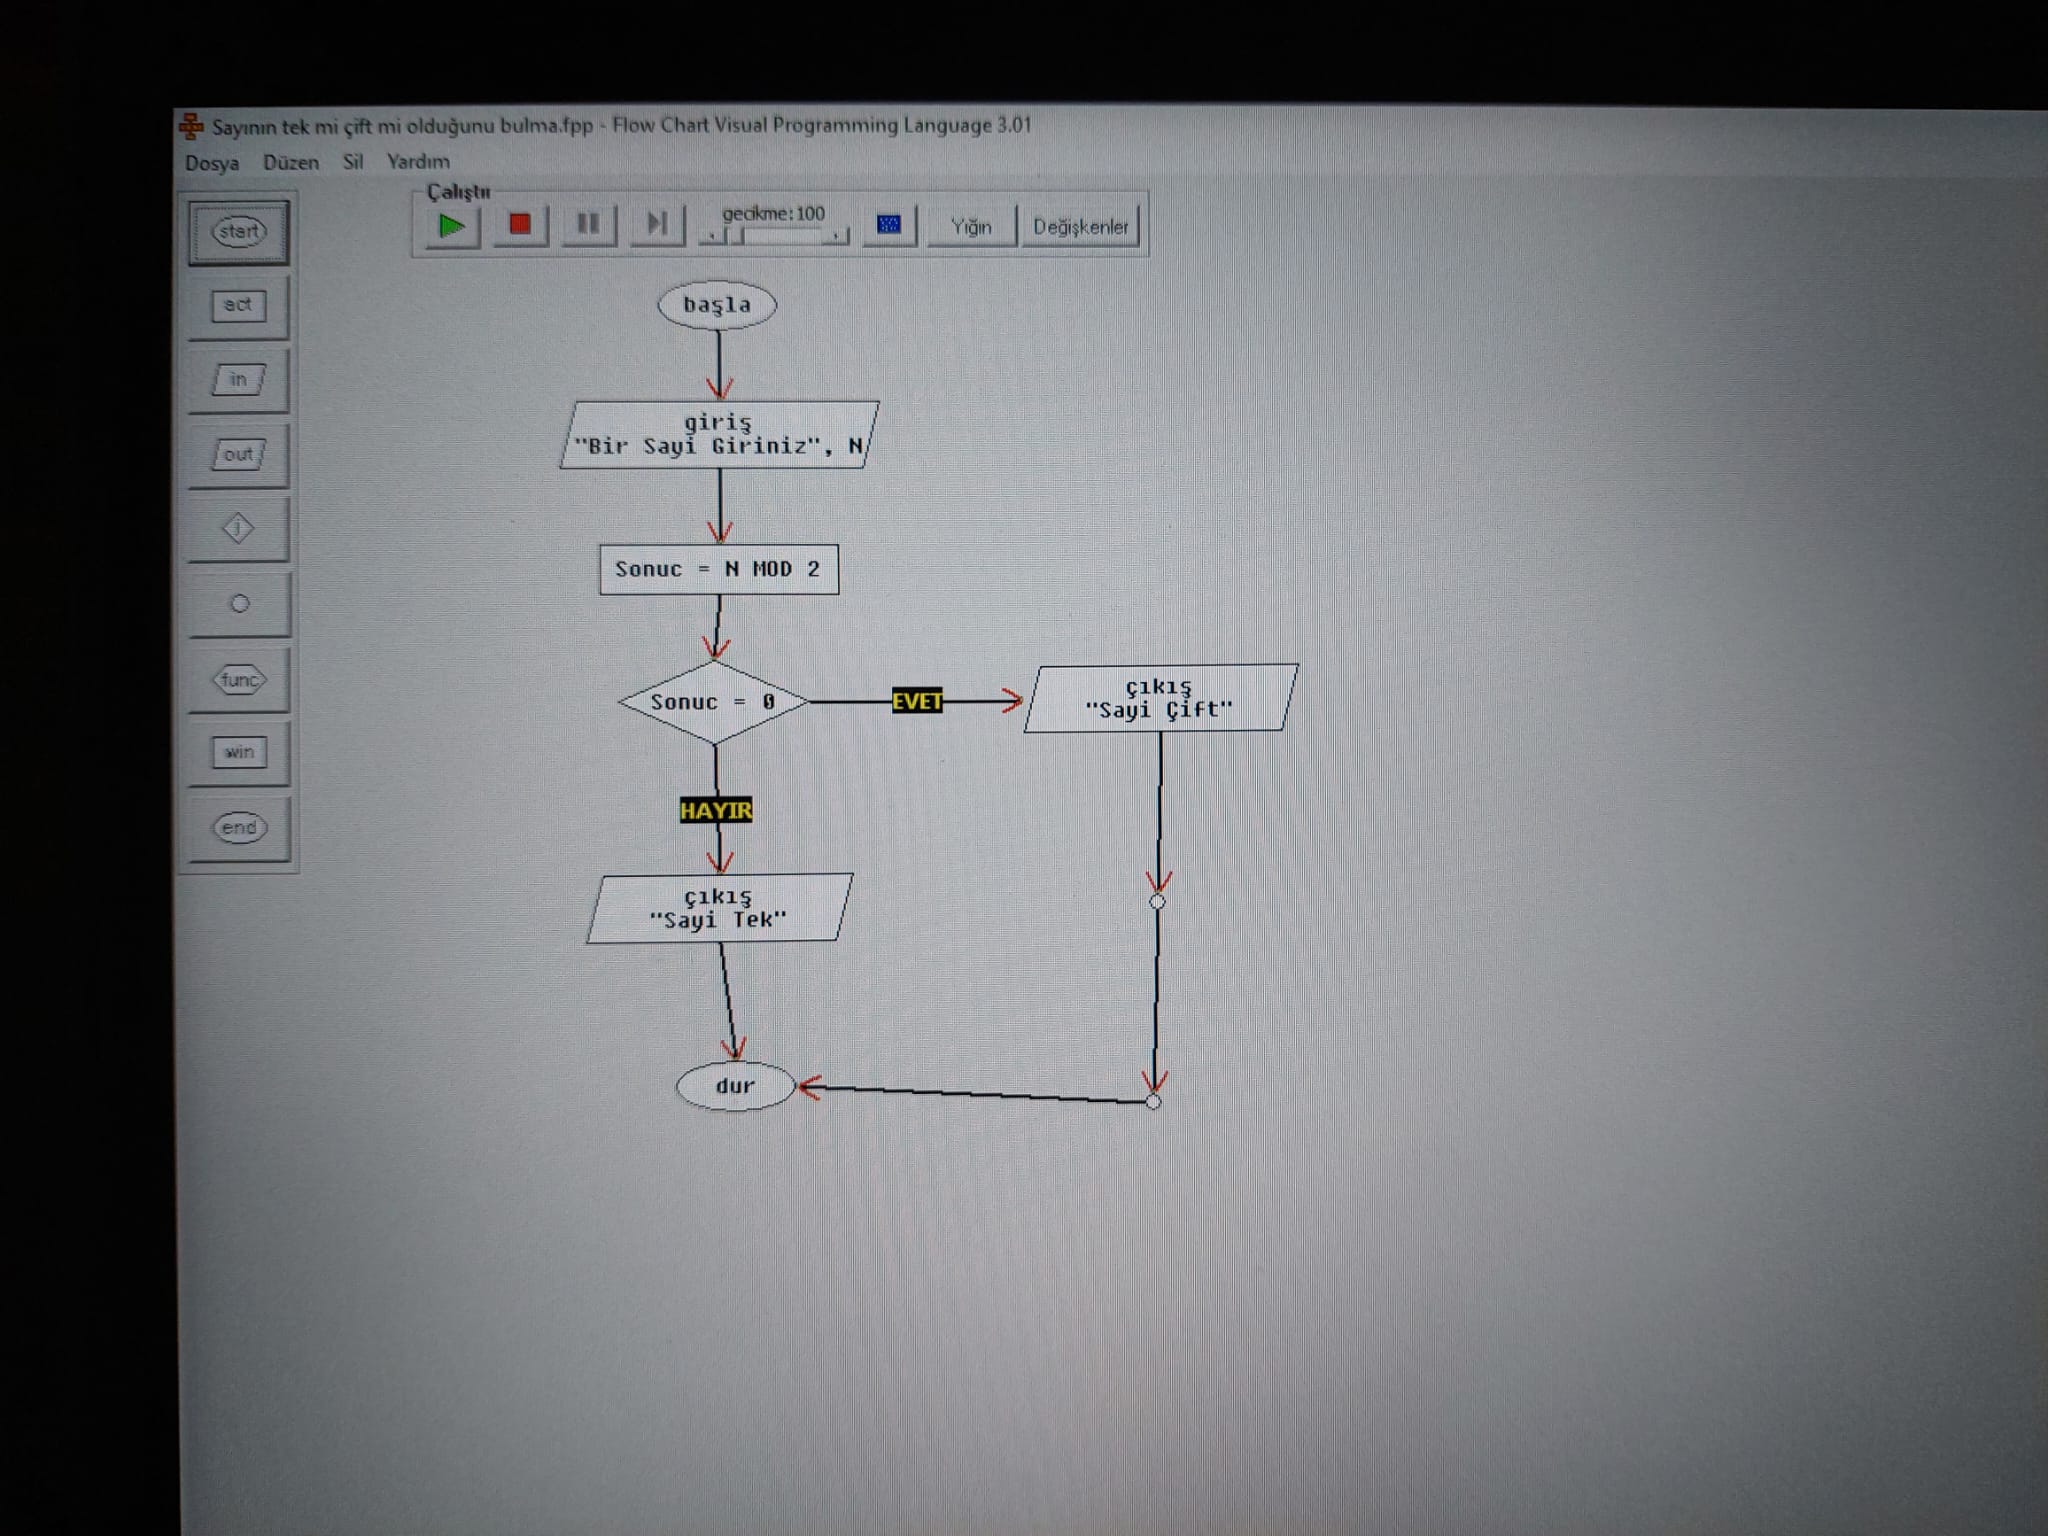 Sayının tek mi çift mi olduğunu bulma.fpp - Flow Chart Visual Programming Language 3.01
Dosya Düzen Sil Yardım
Çalıştır
gecikme:100
Yığın
Değişkenler
start
act
in
out
i
func
win
end
başla
giriş
"Bir Sayi Giriniz", N
Sonuc = N MOD 2
Sonuc = 0
EVET
çıkış
"Sayi Çift"
HAYIR
çıkış
"Sayi Tek"
dur